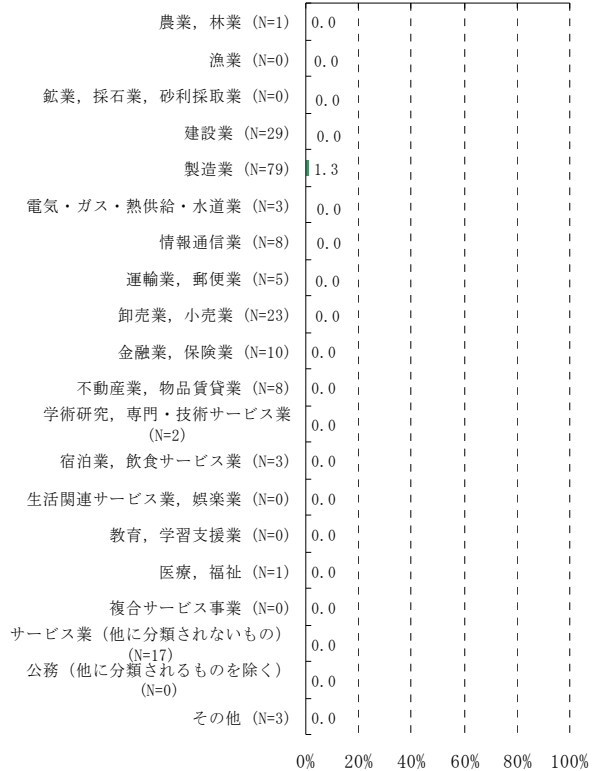 農業, 林業 (N=1) 0.0
漁業 (N=0) 0.0
鉱業, 採石業, 砂利採取業 (N=0) 0.0
建設業 (N=29) 0.0
製造業 (N=79) 1.3
電気・ガス・熱供給・水道業 (N=3) 0.0
情報通信業 (N=8) 0.0
運輸業, 郵便業 (N=5) 0.0
卸売業, 小売業 (N=23) 0.0
金融業, 保険業 (N=10) 0.0
不動産業, 物品賃貸業 (N=8) 0.0
学術研究, 専門・技術サービス業
(N=2) 0.0
宿泊業, 飲食サービス業 (N=3) 0.0
生活関連サービス業, 娯楽業 (N=0) 0.0
教育, 学習支援業 (N=0) 0.0
医療, 福祉 (N=1) 0.0
複合サービス事業 (N=0) 0.0
サービス業 (他に分類されないもの)
(N=17) 0.0
公務 (他に分類されるものを除く)
(N=0) 0.0
その他 (N=3) 0.0
0% 20% 40% 60% 80% 100%